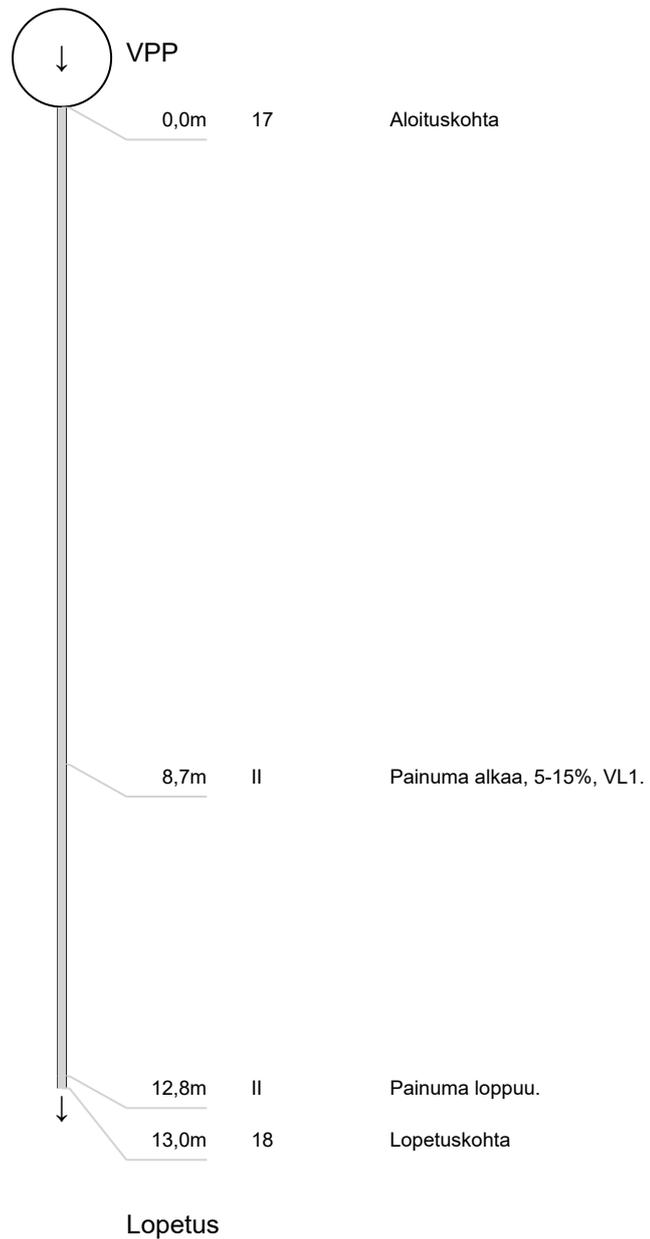 ↓ VPP
0,0m 17 Aloituskohta
8,7m II Painuma alkaa, 5-15%, VL1.
12,8m II Painuma loppuu.
↓
13,0m 18 Lopetuskohta
Lopetus